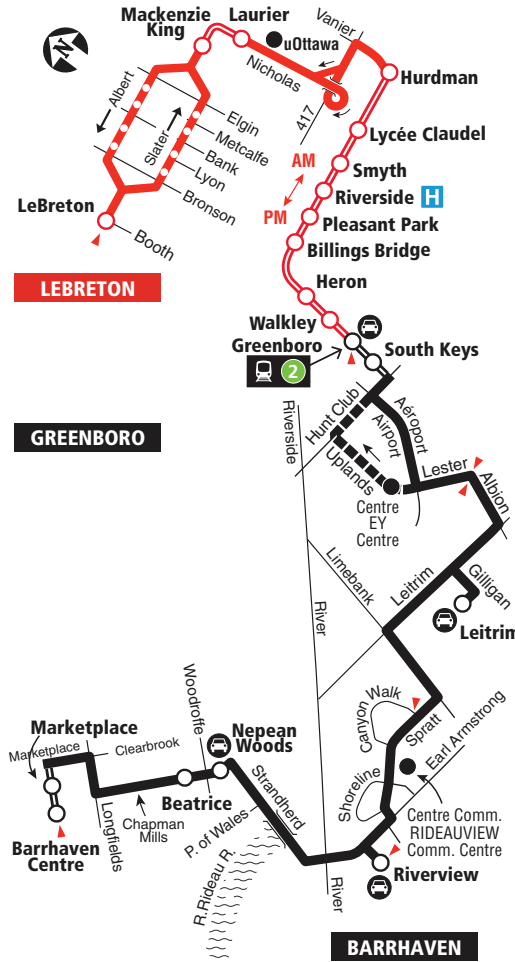 Mackenzie
King
Laurier
uOttawa
Vanier
N
Nicholas
417
Hurdman
Albert
Slater
Elgin
Metcalfe
Bank
Lyon
Bronson
LeBreton
Booth
Lycée Claudel
AM
PM
Smyth
Riverside H
Pleasant Park
Billings Bridge
LEBRETON
Heron
Walkley
Greenboro
2
South Keys
GREENBORO
Riverside
Hunt Club
Aéroport
Airport
Uplands
Lester
Albion
Centre
EY
Centre
Limebank
Leitrim
Gilligan
Leitrim
River
Canyon Walk
Spratt
Earl Armstrong
Shoreline
Centre Comm.
RIDEAUVIEW
Comm. Centre
Marketplace
Marketplace
Clearbrook
Woodroffe
Nepean
Woods
Strandherd
Beatrice
Chapman
Mills
Longfields
Barrhaven
Centre
P. of Wales
R.Rideau R.
River
Riverview
BARRHAVEN